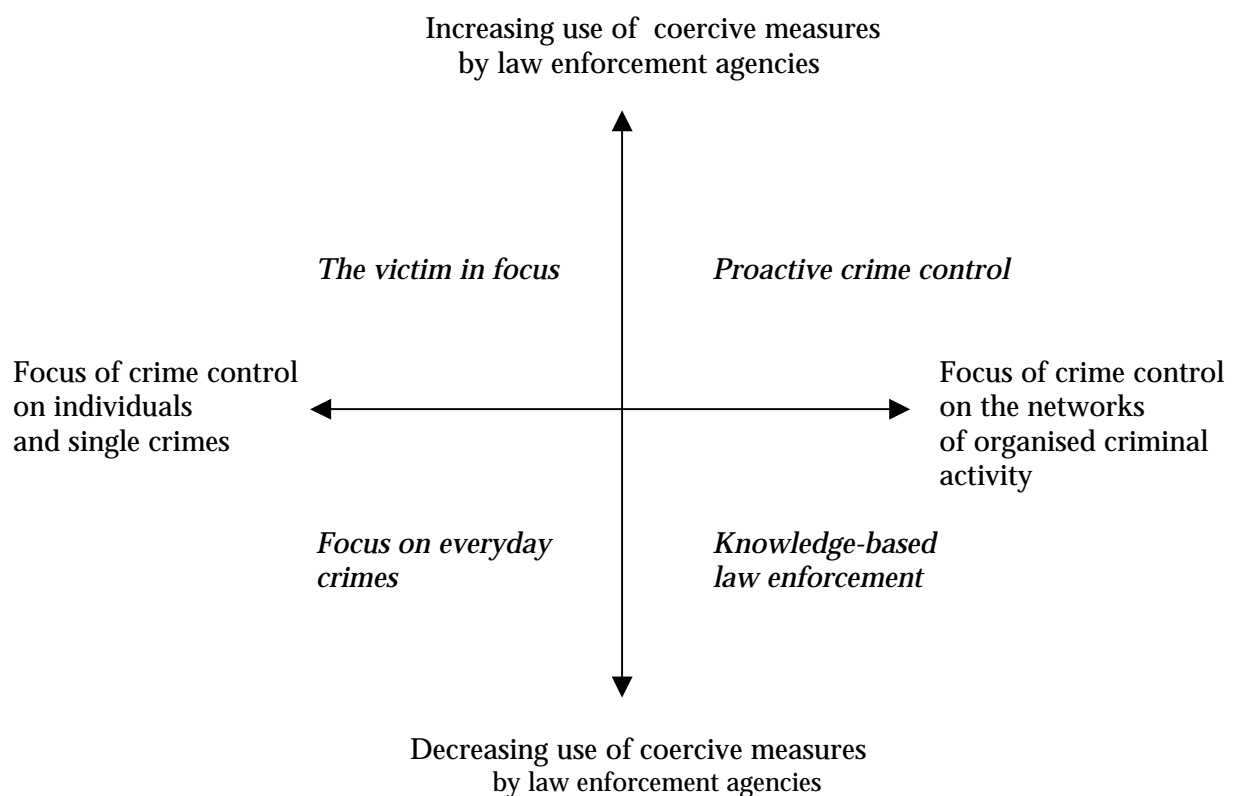 Increasing use of coercive measures
by law enforcement agencies
The victim in focus
Proactive crime control
Focus of crime control
on individuals
and single crimes
Focus of crime control
on the networks
of organised criminal
activity
Focus on everyday
crimes
Knowledge-based
law enforcement
Decreasing use of coercive measures
by law enforcement agencies